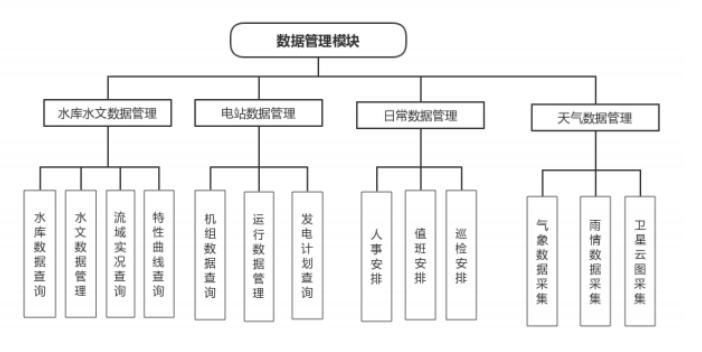 数据管理模块
水库水文数据管理
电站数据管理
日常数据管理
天气数据管理
水库数据查询
水文数据管理
流域实况查询
特性曲线查询
机组数据查询
运行数据管理
发电计划查询
人事安排
值班安排
巡检安排
气象数据采集
雨情数据采集
卫星云图采集